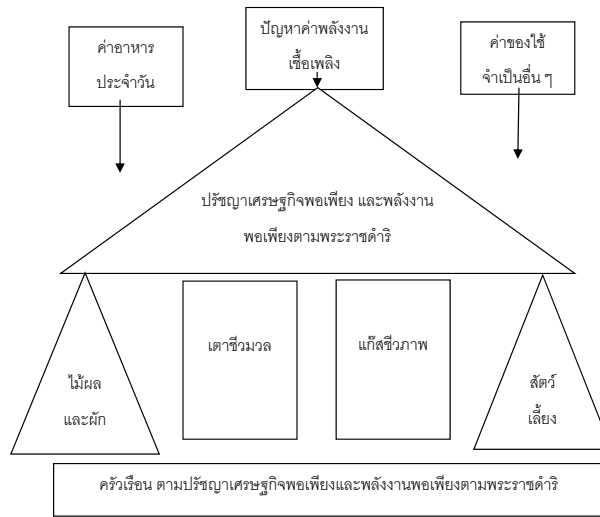 ค่าอาหาร
ประจำวัน
ปัญหาค่าพลังงาน
เชื้อเพลิง
ค่าของใช้
จำเป็นอื่น ๆ
ปรัชญาเศรษฐกิจพอเพียง และพลังงาน
พอเพียงตามพระราชดำริ
ไม้ผล
และผัก
เตาชีวมวล
แก๊สชีวภาพ
สัตว์
เลี้ยง
ครัวเรือน ตามปรัชญาเศรษฐกิจพอเพียงและพลังงานพอเพียงตามพระราชดำริ